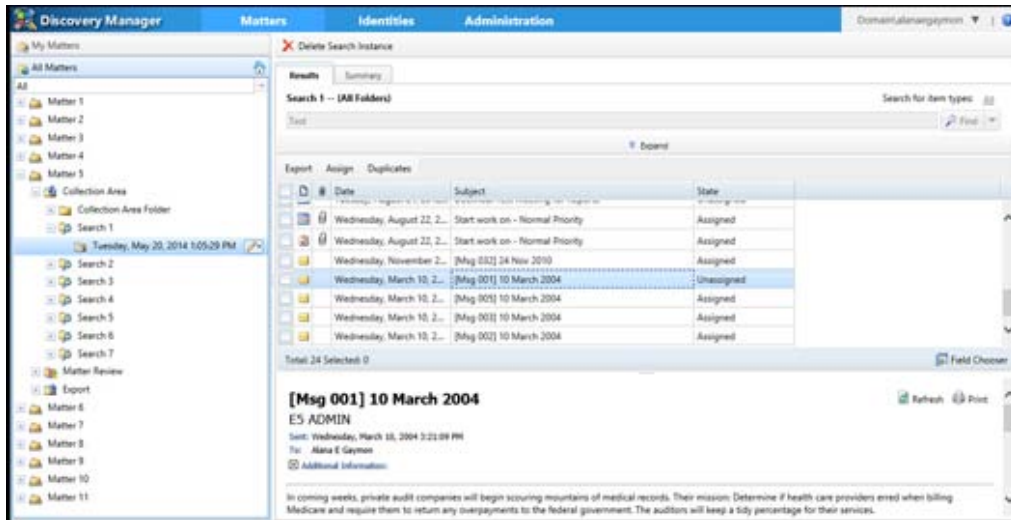 Discovery Manager
Matters
Identities
Administration
Domain\alanaegaymon
My Matters
All Matters
All
Matter 1
Matter 2
Matter 3
Matter 4
Matter 5
Collection Area
Collection Area Folder
Search 1
Tuesday, May 20, 2014 1:05:29 PM
Search 2
Search 3
Search 4
Search 5
Search 6
Search 7
Matter Review
Export
Matter 6
Matter 7
Matter 8
Matter 9
Matter 10
Matter 11
Delete Search Instance
Results Summary
Search 1 -- (All Folders)
Search for item types: All
Text
Find
Expand
Export Assign Duplicates
Date Subject State
Wednesday, August 22, 2... Start work on - Normal Priority Assigned
Wednesday, August 22, 2... Start work on - Normal Priority Assigned
Wednesday, November 2... [Msg 032] 24 Nov 2010 Assigned
Wednesday, March 10, 2... [Msg 001] 10 March 2004 Unassigned
Wednesday, March 10, 2... [Msg 005] 10 March 2004 Assigned
Wednesday, March 10, 2... [Msg 003] 10 March 2004 Assigned
Wednesday, March 10, 2... [Msg 002] 10 March 2004 Assigned
Total: 24 Selected: 0
Field Chooser
[Msg 001] 10 March 2004
Refresh Print
E5 ADMIN
Sent: Wednesday, March 10, 2004 3:21:09 PM
To: Alana E Gaymon
Additional Information:
In coming weeks, private audit companies will begin scouring mountains of medical records. Their mission: Determine if health care providers erred when billing
Medicare and require them to return any overpayments to the federal government. The auditors will keep a tidy percentage for their services.